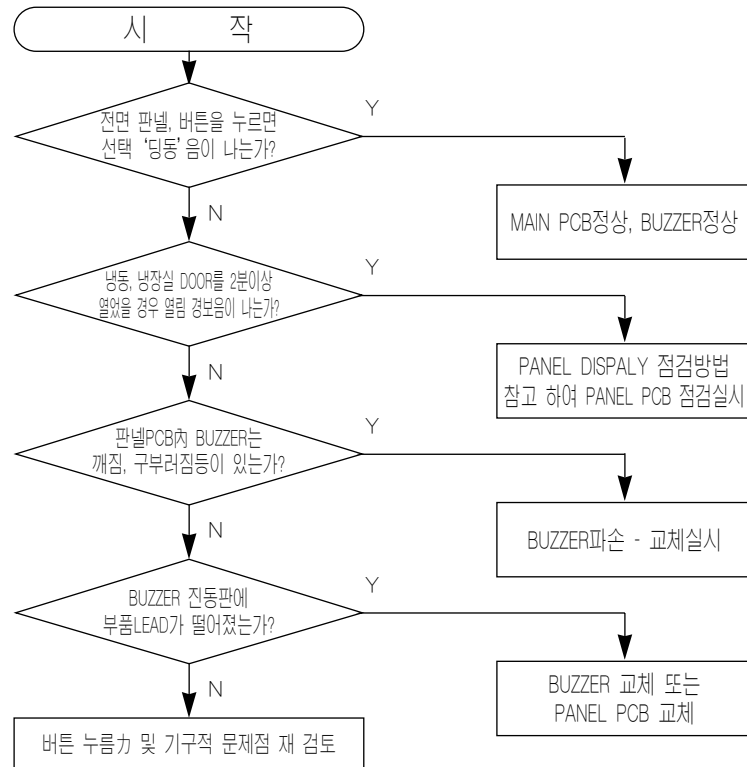 시 작
전면 판넬, 버튼을 누르면
선택 '딩동' 음이 나는가?
Y
MAIN PCB정상, BUZZER정상
N
냉동, 냉장실 DOOR를 2분이상
열었을 경우 열림 경보음이 나는가?
Y
PANEL DISPALY 점검방법
참고 하여 PANEL PCB 점검실시
N
판넬PCB內 BUZZER는
깨짐, 구부러짐등이 있는가?
Y
BUZZER파손 - 교체실시
N
BUZZER 진동판에
부품LEAD가 떨어졌는가?
Y
BUZZER 교체 또는
PANEL PCB 교체
N
버튼 누름力 및 기구적 문제점 재 검토